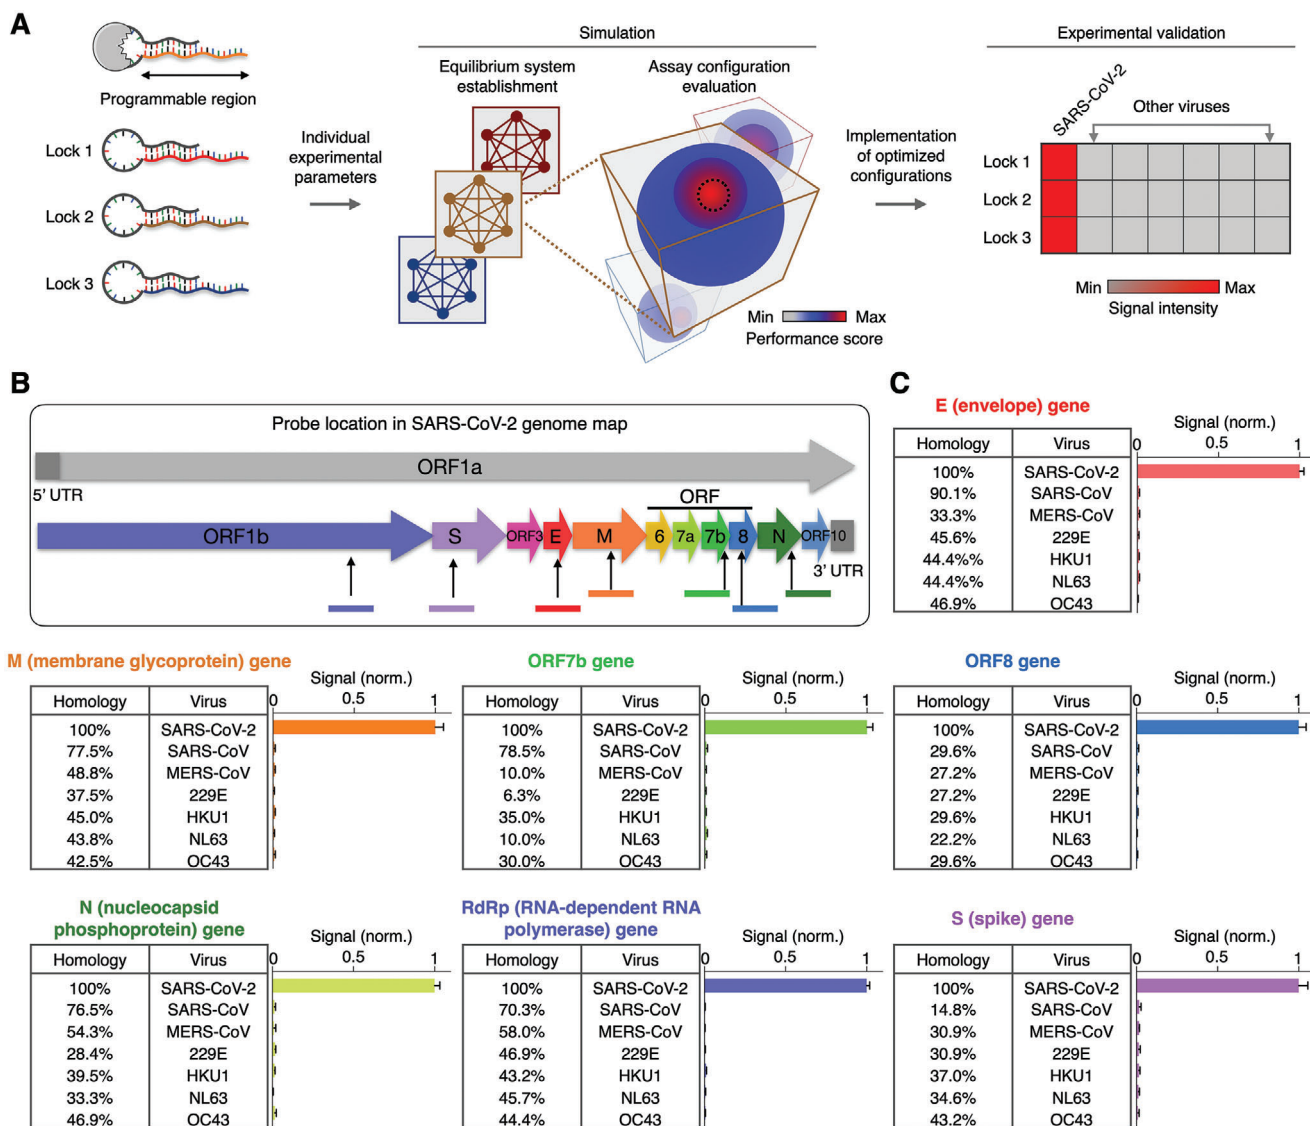 A
Programmable region
Lock 1
Lock 2
Lock 3
Individual
experimental
parameters
Simulation
Equilibrium system
establishment
Assay configuration
evaluation
Min Max
Performance score
Implementation
of optimized
configurations
Experimental validation
SARS-CoV-2
Other viruses
Lock 1
Lock 2
Lock 3
Min Max
Signal intensity
B
Probe location in SARS-CoV-2 genome map
ORF1a
5' UTR
ORF
ORF1b S ORF3 E M 6 7a 7b 8 N ORF10
3' UTR
C
E (envelope) gene
Signal (norm.)
0 0.5 1
Homology Virus
100% SARS-CoV-2
90.1% SARS-CoV
33.3% MERS-CoV
45.6% 229E
44.4%% HKU1
44.4%% NL63
46.9% OC43
M (membrane glycoprotein) gene
Signal (norm.)
0 0.5 1
Homology Virus
100% SARS-CoV-2
77.5% SARS-CoV
48.8% MERS-CoV
37.5% 229E
45.0% HKU1
43.8% NL63
42.5% OC43
ORF7b gene
Signal (norm.)
0 0.5 1
Homology Virus
100% SARS-CoV-2
78.5% SARS-CoV
10.0% MERS-CoV
6.3% 229E
35.0% HKU1
10.0% NL63
30.0% OC43
ORF8 gene
Signal (norm.)
0 0.5 1
Homology Virus
100% SARS-CoV-2
29.6% SARS-CoV
27.2% MERS-CoV
27.2% 229E
29.6% HKU1
22.2% NL63
29.6% OC43
N (nucleocapsid
phosphoprotein) gene
Signal (norm.)
0 0.5 1
Homology Virus
100% SARS-CoV-2
76.5% SARS-CoV
54.3% MERS-CoV
28.4% 229E
39.5% HKU1
33.3% NL63
46.9% OC43
RdRp (RNA-dependent RNA
polymerase) gene
Signal (norm.)
0 0.5 1
Homology Virus
100% SARS-CoV-2
70.3% SARS-CoV
58.0% MERS-CoV
46.9% 229E
43.2% HKU1
45.7% NL63
44.4% OC43
S (spike) gene
Signal (norm.)
0 0.5 1
Homology Virus
100% SARS-CoV-2
14.8% SARS-CoV
30.9% MERS-CoV
30.9% 229E
37.0% HKU1
34.6% NL63
43.2% OC43